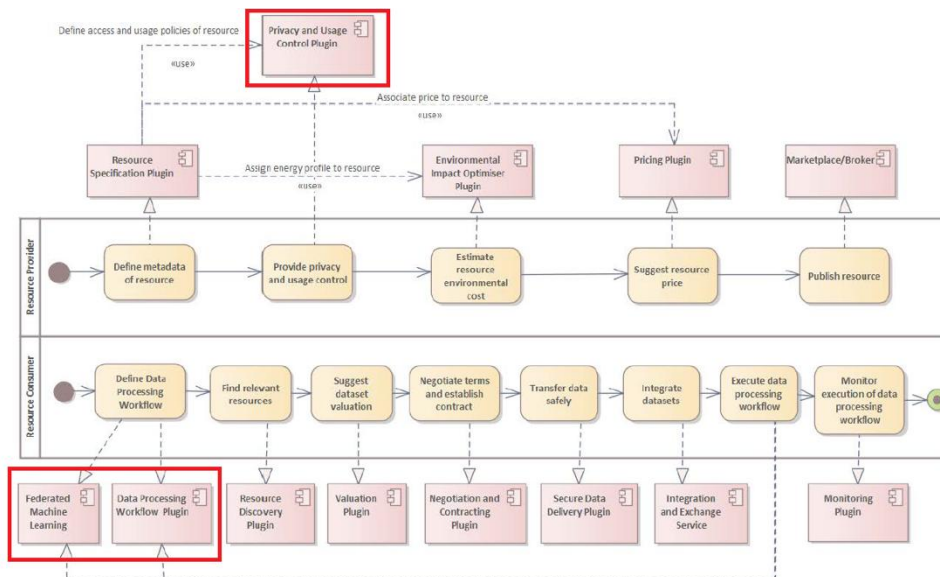 Define access and usage policies of resource
«use»
Privacy and Usage
Control Plugin
Associate price to resource
«use»
Resource
Specification Plugin
Assign energy profile to resource
«use»
Environmental
Impact Optimiser
Plugin
Pricing Plugin
Marketplace/Broker
Resource Provider
Define metadata
of resource
Provide privacy
and usage control
Estimate
resource
environmental
cost
Suggest resource
price
Publish resource
Resource Consumer
Define Data
Processing
Workflow
Find relevant
resources
Suggest
dataset
valuation
Negotiate terms
and establish
contract
Transfer data
safely
Integrate
datasets
Execute data
processing
workflow
Monitor
execution of data
processing
workflow
Federated
Machine
Learning
Data Processing
Workflow Plugin
Resource
Discovery
Plugin
Valuation
Plugin
Negotiation and
Contracting
Plugin
Secure Data
Delivery Plugin
Integration
and Exchange
Service
Monitoring
Plugin